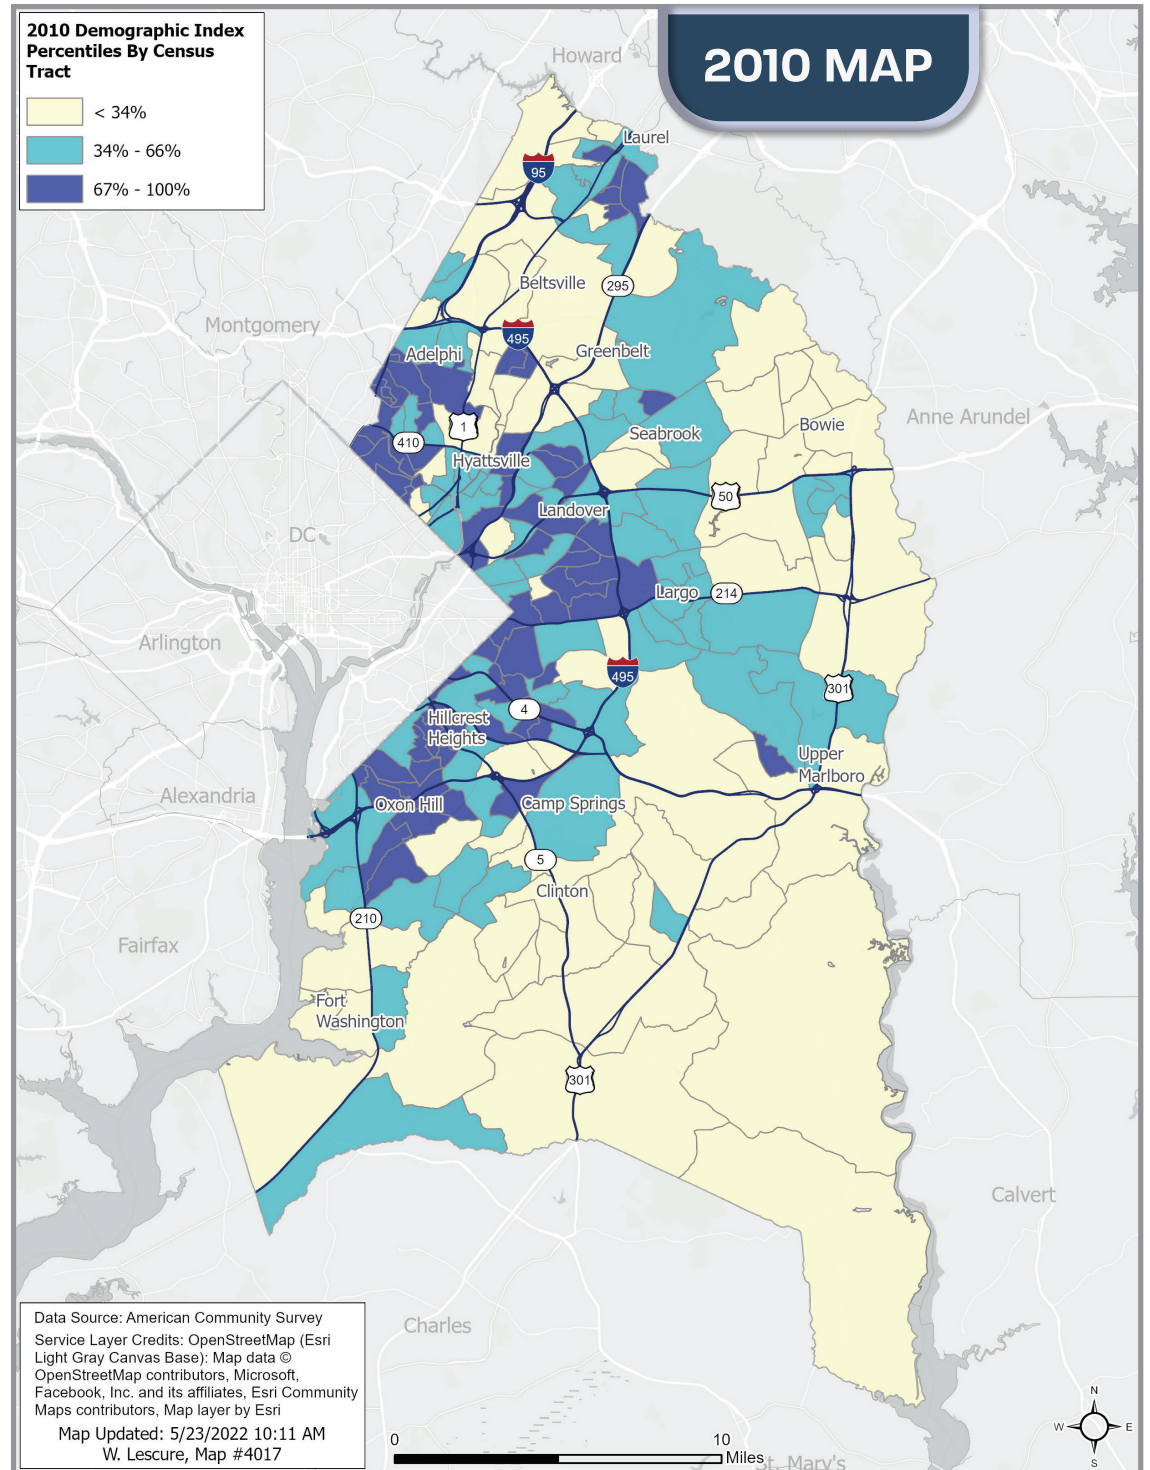 2010 Demographic Index
Percentiles By Census
Tract
< 34%
34% - 66%
67% - 100%
2010 MAP
Howard
Laurel
95
Beltsville
295
Montgomery
495
Adelphi
Greenbelt
Anne Arundel
Bowie
1
Seabrook
410
Hyattsville
50
Landover
DC
Largo
214
Arlington
495
301
4
Hillcrest
Heights
Upper
Marlboro
Alexandria
Oxon Hill
Camp Springs
5
Clinton
210
Fairfax
Fort
Washington
301
Calvert
Charles
Data Source: American Community Survey
Service Layer Credits: OpenStreetMap (Esri
Light Gray Canvas Base): Map data ©
OpenStreetMap contributors, Microsoft,
Facebook, Inc. and its affiliates, Esri Community
Maps contributors, Map layer by Esri
Map Updated: 5/23/2022 10:11 AM
W. Lescure, Map #4017
0
10
Miles
St. Mary's
N
W
E
S